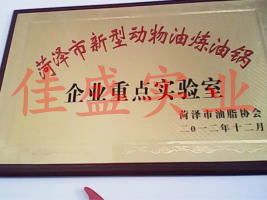 菏泽市新型动物油炼油锅
佳盛实业
企业重点实验室
菏泽市油脂协会
二〇一二年十二月